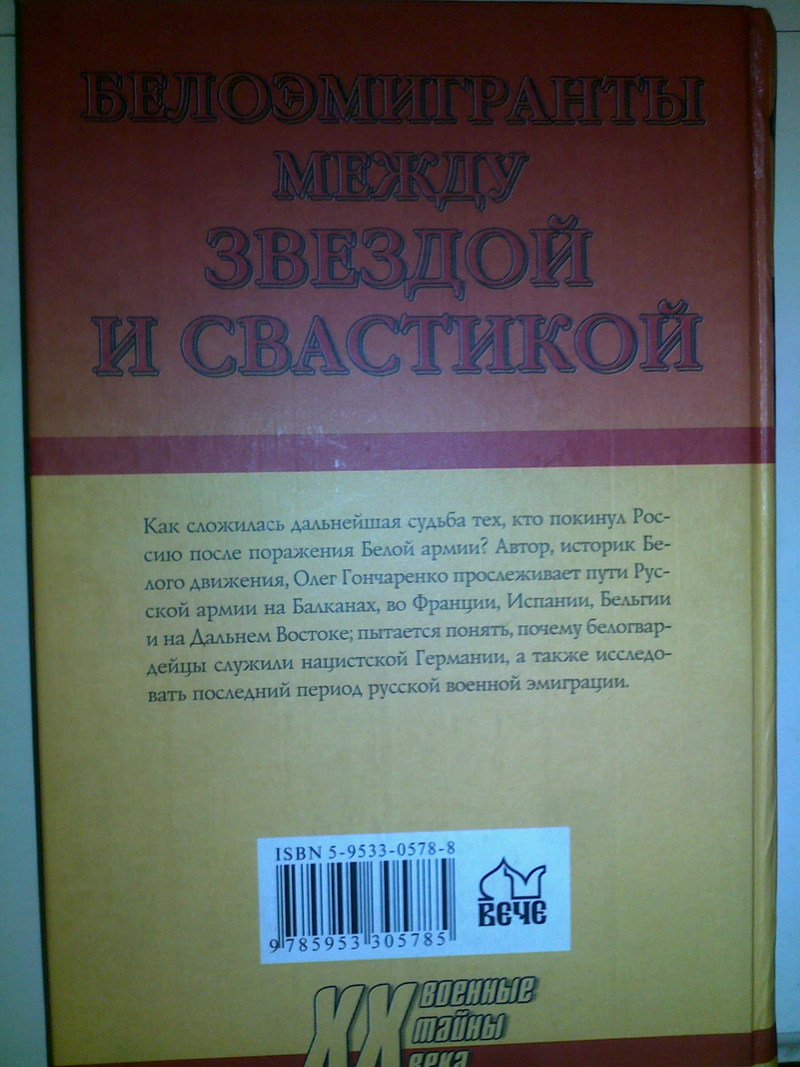 БЕЛОЭМИГРАНТЫ
МЕЖДУ
ЗВЕЗДОЙ
И СВАСТИКОЙ
Как сложилась дальнейшая судьба тех, кто покинул Рос-
сию после поражения Белой армии? Автор, историк Бе-
лого движения, Олег Гончаренко прослеживает пути Рус-
ской армии на Балканах, во Франции, Испании, Бельгии
и на Дальнем Востоке; пытается понять, почему белогвар-
дейцы служили нацистской Германии, а также исследо-
вать последний период русской военной эмиграции.
ISBN 5-9533-0578-8
9 785953 305785
ВЕЧЕ
XX ВОЕННЫЕ
ТАЙНЫ
ВЕКА